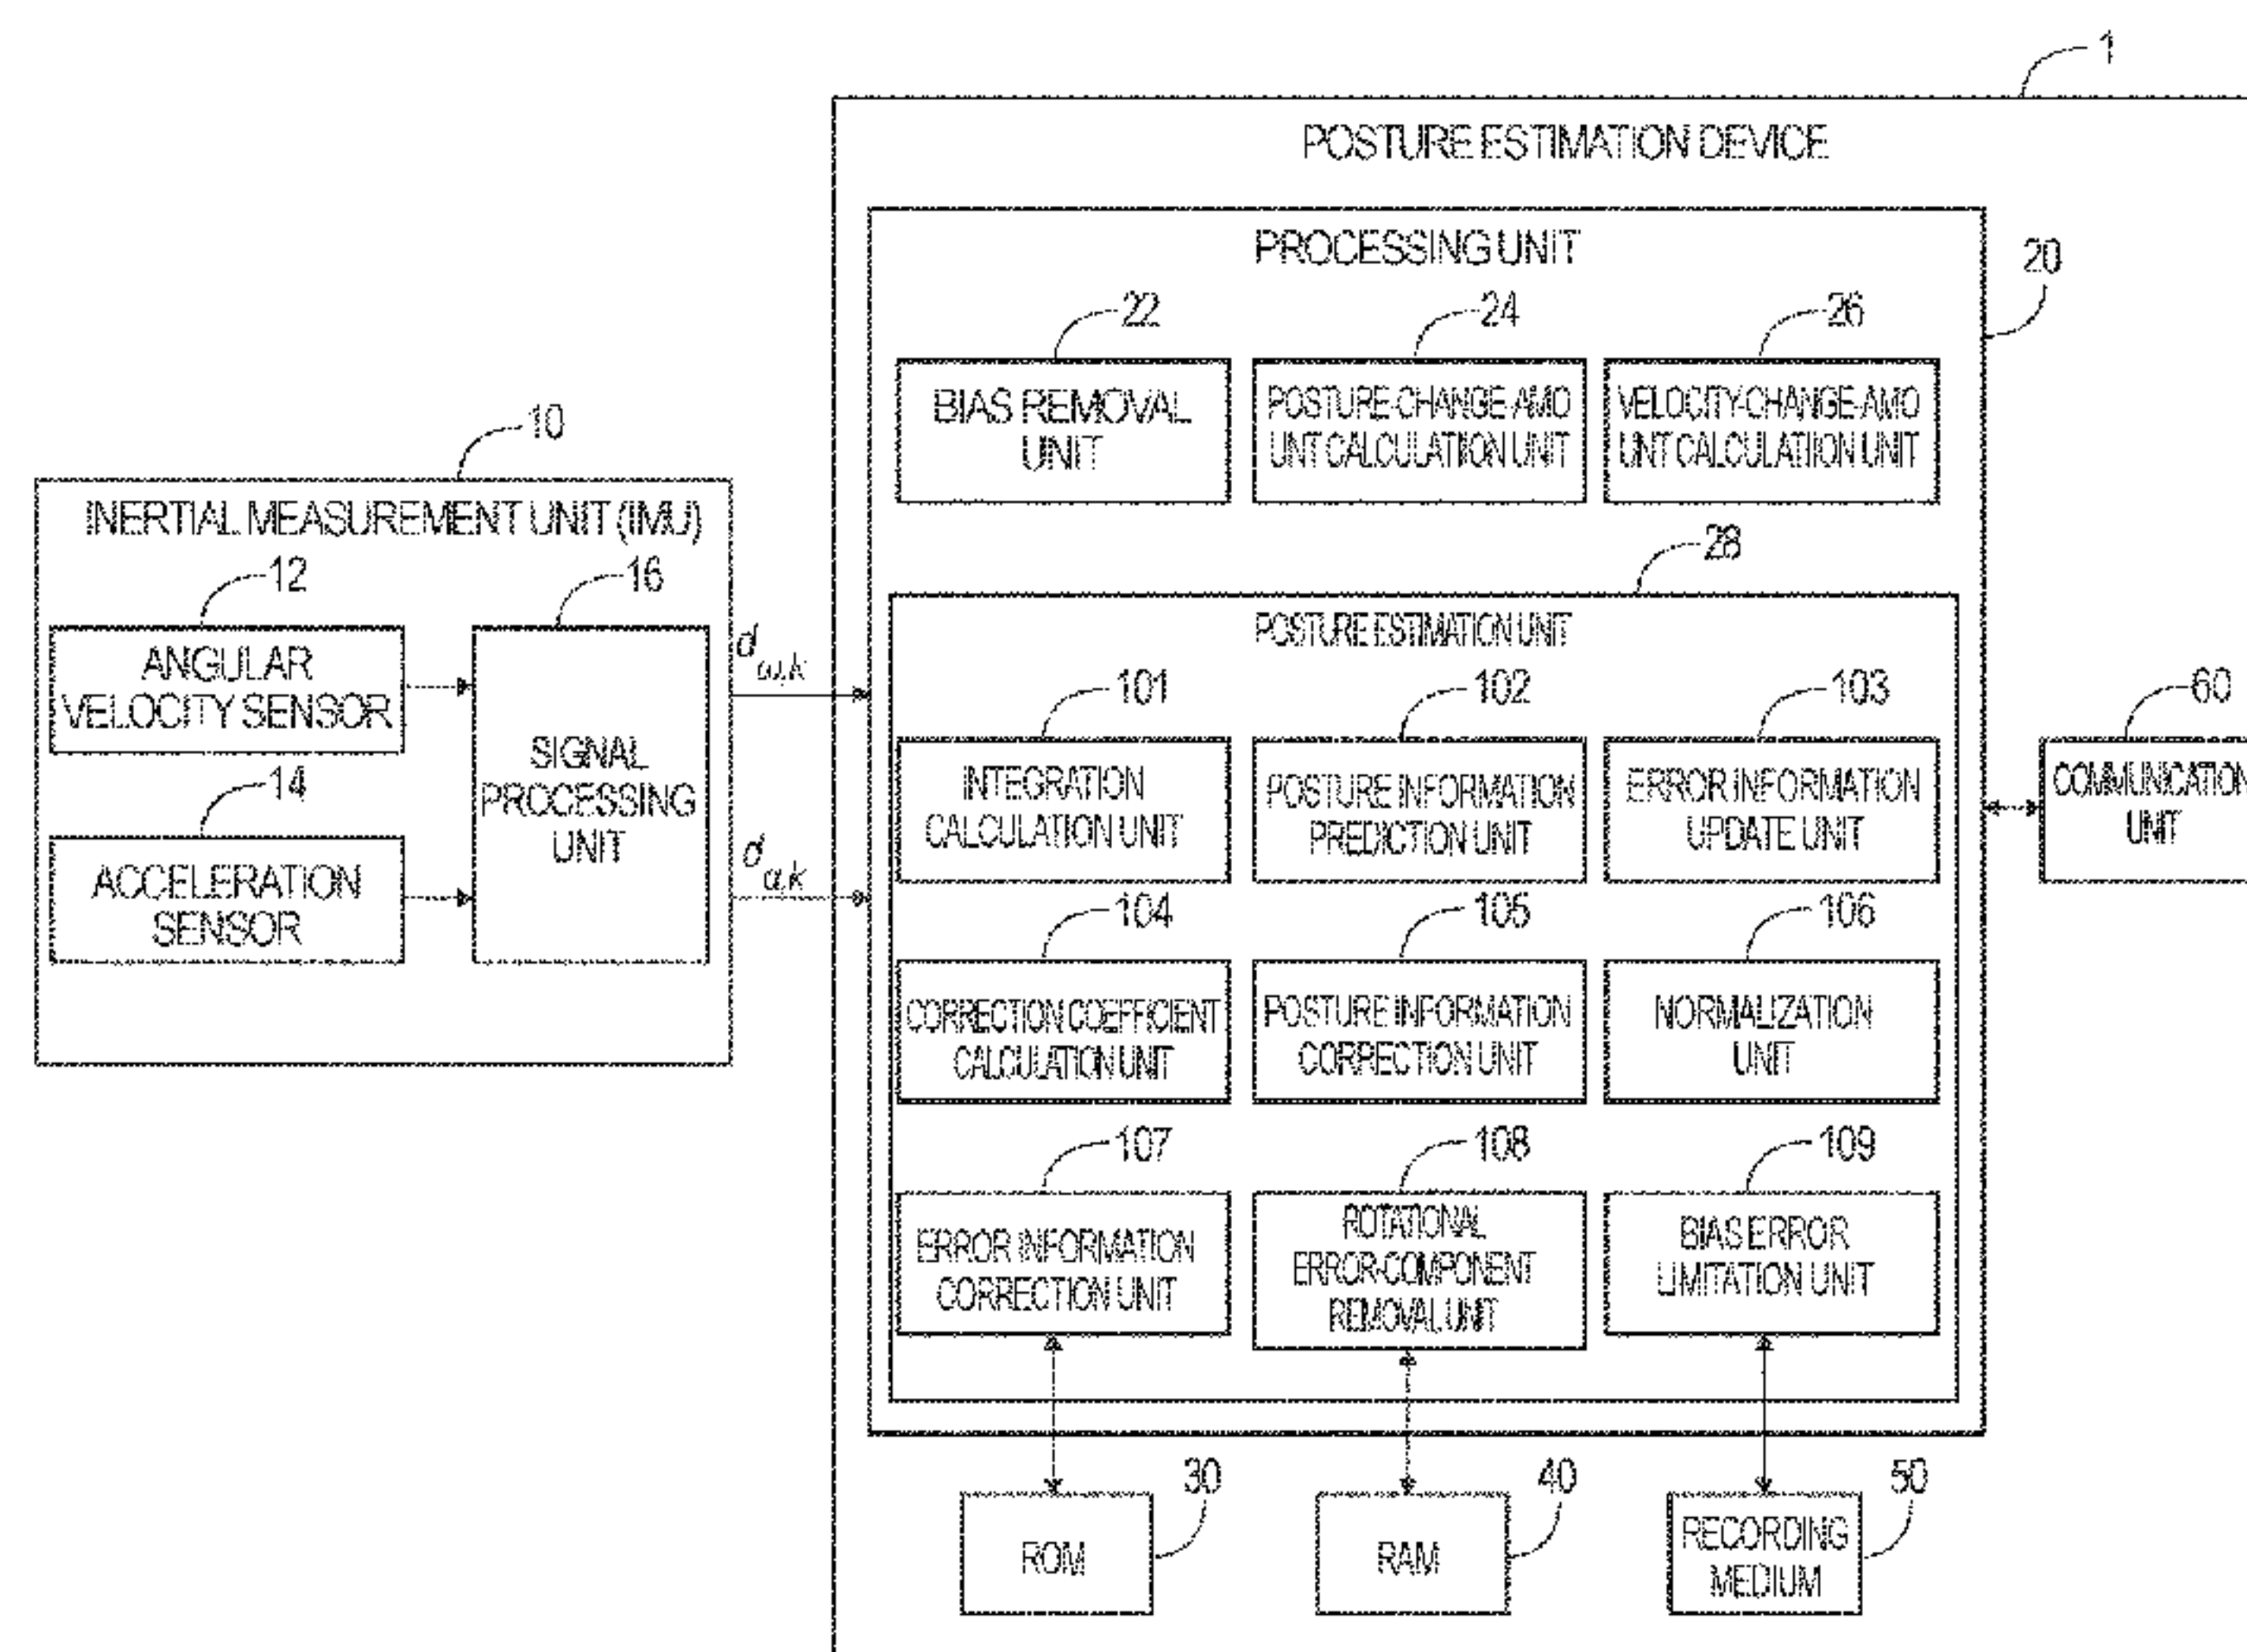 1
POSTURE ESTIMATION DEVICE
PROCESSING UNIT
20
22
24
26
BIAS REMOVAL
UNIT
POSTURE-CHANGE-AMO
UNT CALCULATION UNIT
VELOCITY-CHANGE-AMO
UNT CALCULATION UNIT
10
INERTIAL MEASUREMENT UNIT (IMU)
12
16
ANGULAR
VELOCITY SENSOR
14
SIGNAL
PROCESSING
UNIT
ACCELERATION
SENSOR
d ω,k
d α,k
28
POSTURE ESTIMATION UNIT
101
102
103
INTEGRATION
CALCULATION UNIT
POSTURE INFORMATION
PREDICTION UNIT
ERROR INFORMATION
UPDATE UNIT
60
COMMUNICATION
UNIT
104
105
106
CORRECTION COEFFICIENT
CALCULATION UNIT
POSTURE INFORMATION
CORRECTION UNIT
NORMALIZATION
UNIT
107
108
109
ERROR INFORMATION
CORRECTION UNIT
ROTATIONAL
ERROR-COMPONENT
REMOVAL UNIT
BIAS ERROR
LIMITATION UNIT
30
40
50
ROM
RAM
RECORDING
MEDIUM